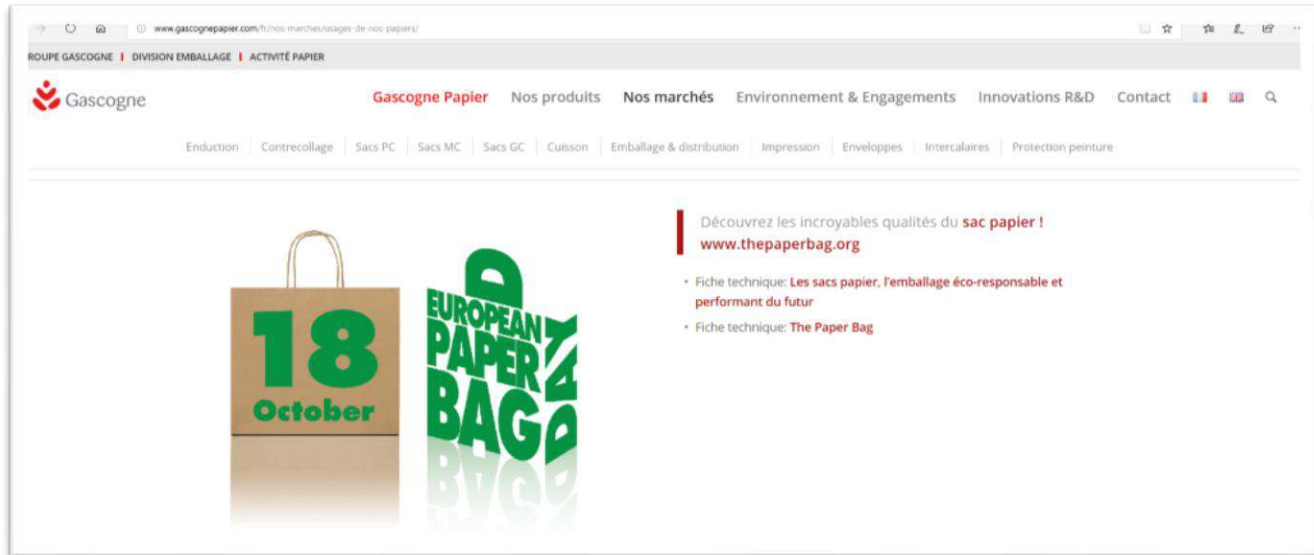 www.gascognepapier.com/fr/nos-marches/usages-de-nos-papiers/
ROUPE GASCOGNE | DIVISION EMBALLAGE | ACTIVITÉ PAPIER
Gascogne
Gascogne Papier Nos produits Nos marchés Environnement & Engagements Innovations R&D Contact
Enduction Contrecollage Sacs PC Sacs MC Sacs GC Cuisson Emballage & distribution Impression Enveloppes Intercalaires Protection peinture
18
October
EUROPEAN
PAPER
BAG
DAY
Découvrez les incroyables qualités du sac papier !
www.thepaperbag.org
• Fiche technique: Les sacs papier, l'emballage éco-responsable et
performant du futur
• Fiche technique: The Paper Bag